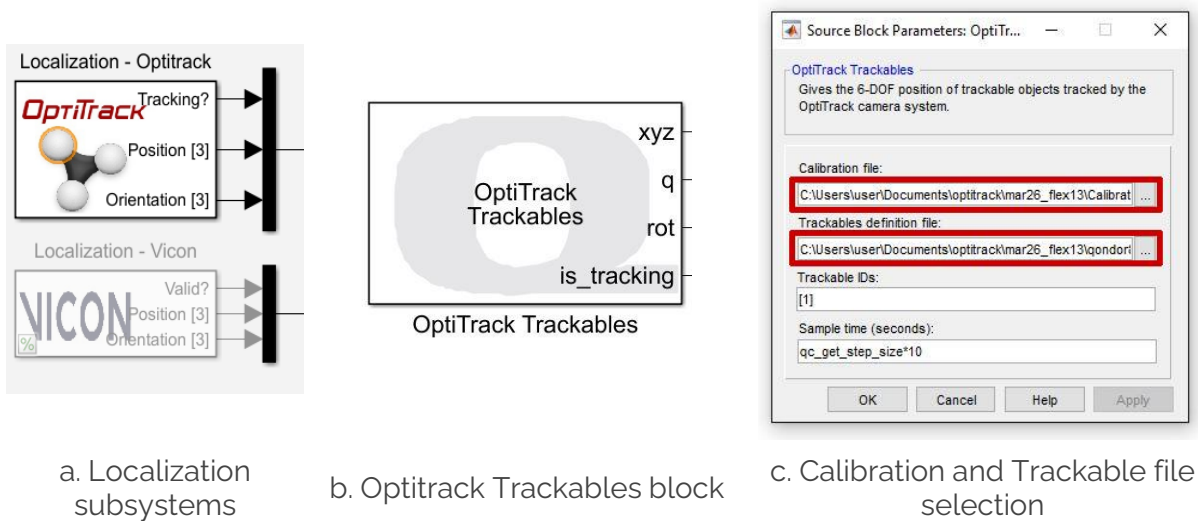 Localization - Optitrack
OPTITRACK
Tracking?
Position [3]
Orientation [3]
Localization - Vicon
VICON
Valid?
Position [3]
Orientation [3]
%
xyz
q
OptiTrack
Trackables
rot
is_tracking
OptiTrack Trackables
Source Block Parameters: OptiTr...
OptiTrack Trackables
Gives the 6-DOF position of trackable objects tracked by the
OptiTrack camera system.
Calibration file:
C:\Users\user\Documents\optitrack\mar26_flex13\Calibrat ...
Trackables definition file:
C:\Users\user\Documents\optitrack\mar26_flex13\qondor ...
Trackable IDs:
[1]
Sample time (seconds):
qc_get_step_size*10
OK Cancel Help Apply
a. Localization
subsystems
b. Optitrack Trackables block
c. Calibration and Trackable file
selection